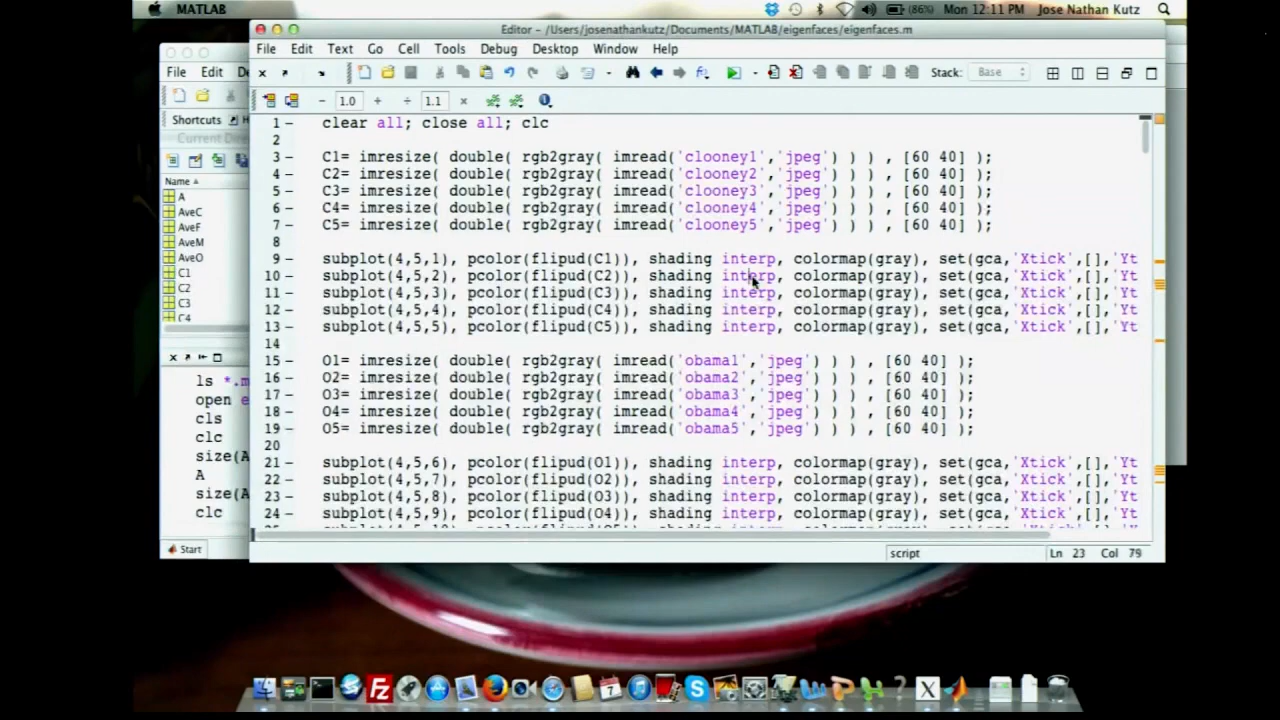 MATLAB (86%) Mon 12:11 PM Jose Nathan Kutz
Editor - /Users/josenathankutz/Documents/MATLAB/eigenfaces/eigenfaces.m
File Edit Text Go Cell Tools Debug Desktop Window Help
Stack: Base
1.0 1.1
File Edit
Shortcuts
Name
A
AveC
AveF
AveM
AveO
C1
C2
C3
C4
ls *.m
open e
cls
clc
size(A
A
size(A
clc
Start
1 clear all; close all; clc
2
3 C1= imresize( double( rgb2gray( imread('clooney1','jpeg') ) ) , [60 40] );
4 C2= imresize( double( rgb2gray( imread('clooney2','jpeg') ) ) , [60 40] );
5 C3= imresize( double( rgb2gray( imread('clooney3','jpeg') ) ) , [60 40] );
6 C4= imresize( double( rgb2gray( imread('clooney4','jpeg') ) ) , [60 40] );
7 C5= imresize( double( rgb2gray( imread('clooney5','jpeg') ) ) , [60 40] );
8
9 subplot(4,5,1), pcolor(flipud(C1)), shading interp, colormap(gray), set(gca,'Xtick',[],'Yt
10 subplot(4,5,2), pcolor(flipud(C2)), shading interp, colormap(gray), set(gca,'Xtick',[],'Yt
11 subplot(4,5,3), pcolor(flipud(C3)), shading interp, colormap(gray), set(gca,'Xtick',[],'Yt
12 subplot(4,5,4), pcolor(flipud(C4)), shading interp, colormap(gray), set(gca,'Xtick',[],'Yt
13 subplot(4,5,5), pcolor(flipud(C5)), shading interp, colormap(gray), set(gca,'Xtick',[],'Yt
14
15 O1= imresize( double( rgb2gray( imread('obama1','jpeg') ) ) , [60 40] );
16 O2= imresize( double( rgb2gray( imread('obama2','jpeg') ) ) , [60 40] );
17 O3= imresize( double( rgb2gray( imread('obama3','jpeg') ) ) , [60 40] );
18 O4= imresize( double( rgb2gray( imread('obama4','jpeg') ) ) , [60 40] );
19 O5= imresize( double( rgb2gray( imread('obama5','jpeg') ) ) , [60 40] );
20
21 subplot(4,5,6), pcolor(flipud(O1)), shading interp, colormap(gray), set(gca,'Xtick',[],'Yt
22 subplot(4,5,7), pcolor(flipud(O2)), shading interp, colormap(gray), set(gca,'Xtick',[],'Yt
23 subplot(4,5,8), pcolor(flipud(O3)), shading interp, colormap(gray), set(gca,'Xtick',[],'Yt
24 subplot(4,5,9), pcolor(flipud(O4)), shading interp, colormap(gray), set(gca,'Xtick',[],'Yt
script Ln 23 Col 79